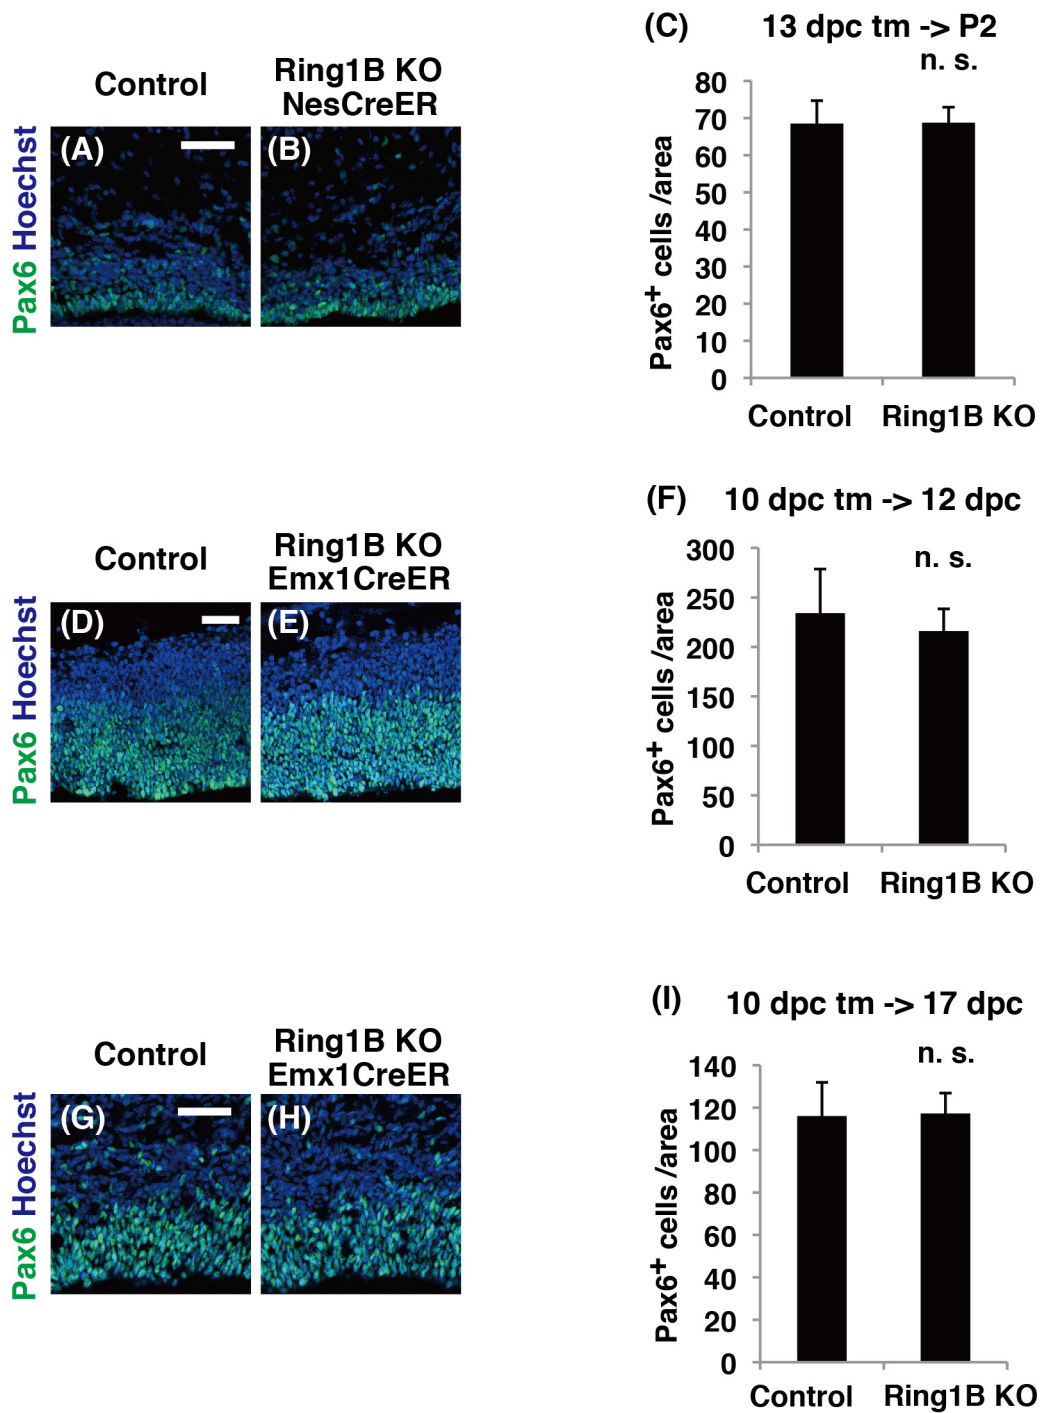 Control
Ring1B KO
NesCreER
Pax6 Hoechst
(A)
(B)
(C)
13 dpc tm -> P2
n. s.
Pax6+ cells /area
80
70
60
50
40
30
20
10
0
Control
Ring1B KO
Control
Ring1B KO
Emx1CreER
Pax6 Hoechst
(D)
(E)
(F)
10 dpc tm -> 12 dpc
n. s.
Pax6+ cells /area
300
250
200
150
100
50
0
Control
Ring1B KO
Control
Ring1B KO
Emx1CreER
Pax6 Hoechst
(G)
(H)
(I)
10 dpc tm -> 17 dpc
n. s.
Pax6+ cells /area
140
120
100
80
60
40
20
0
Control
Ring1B KO